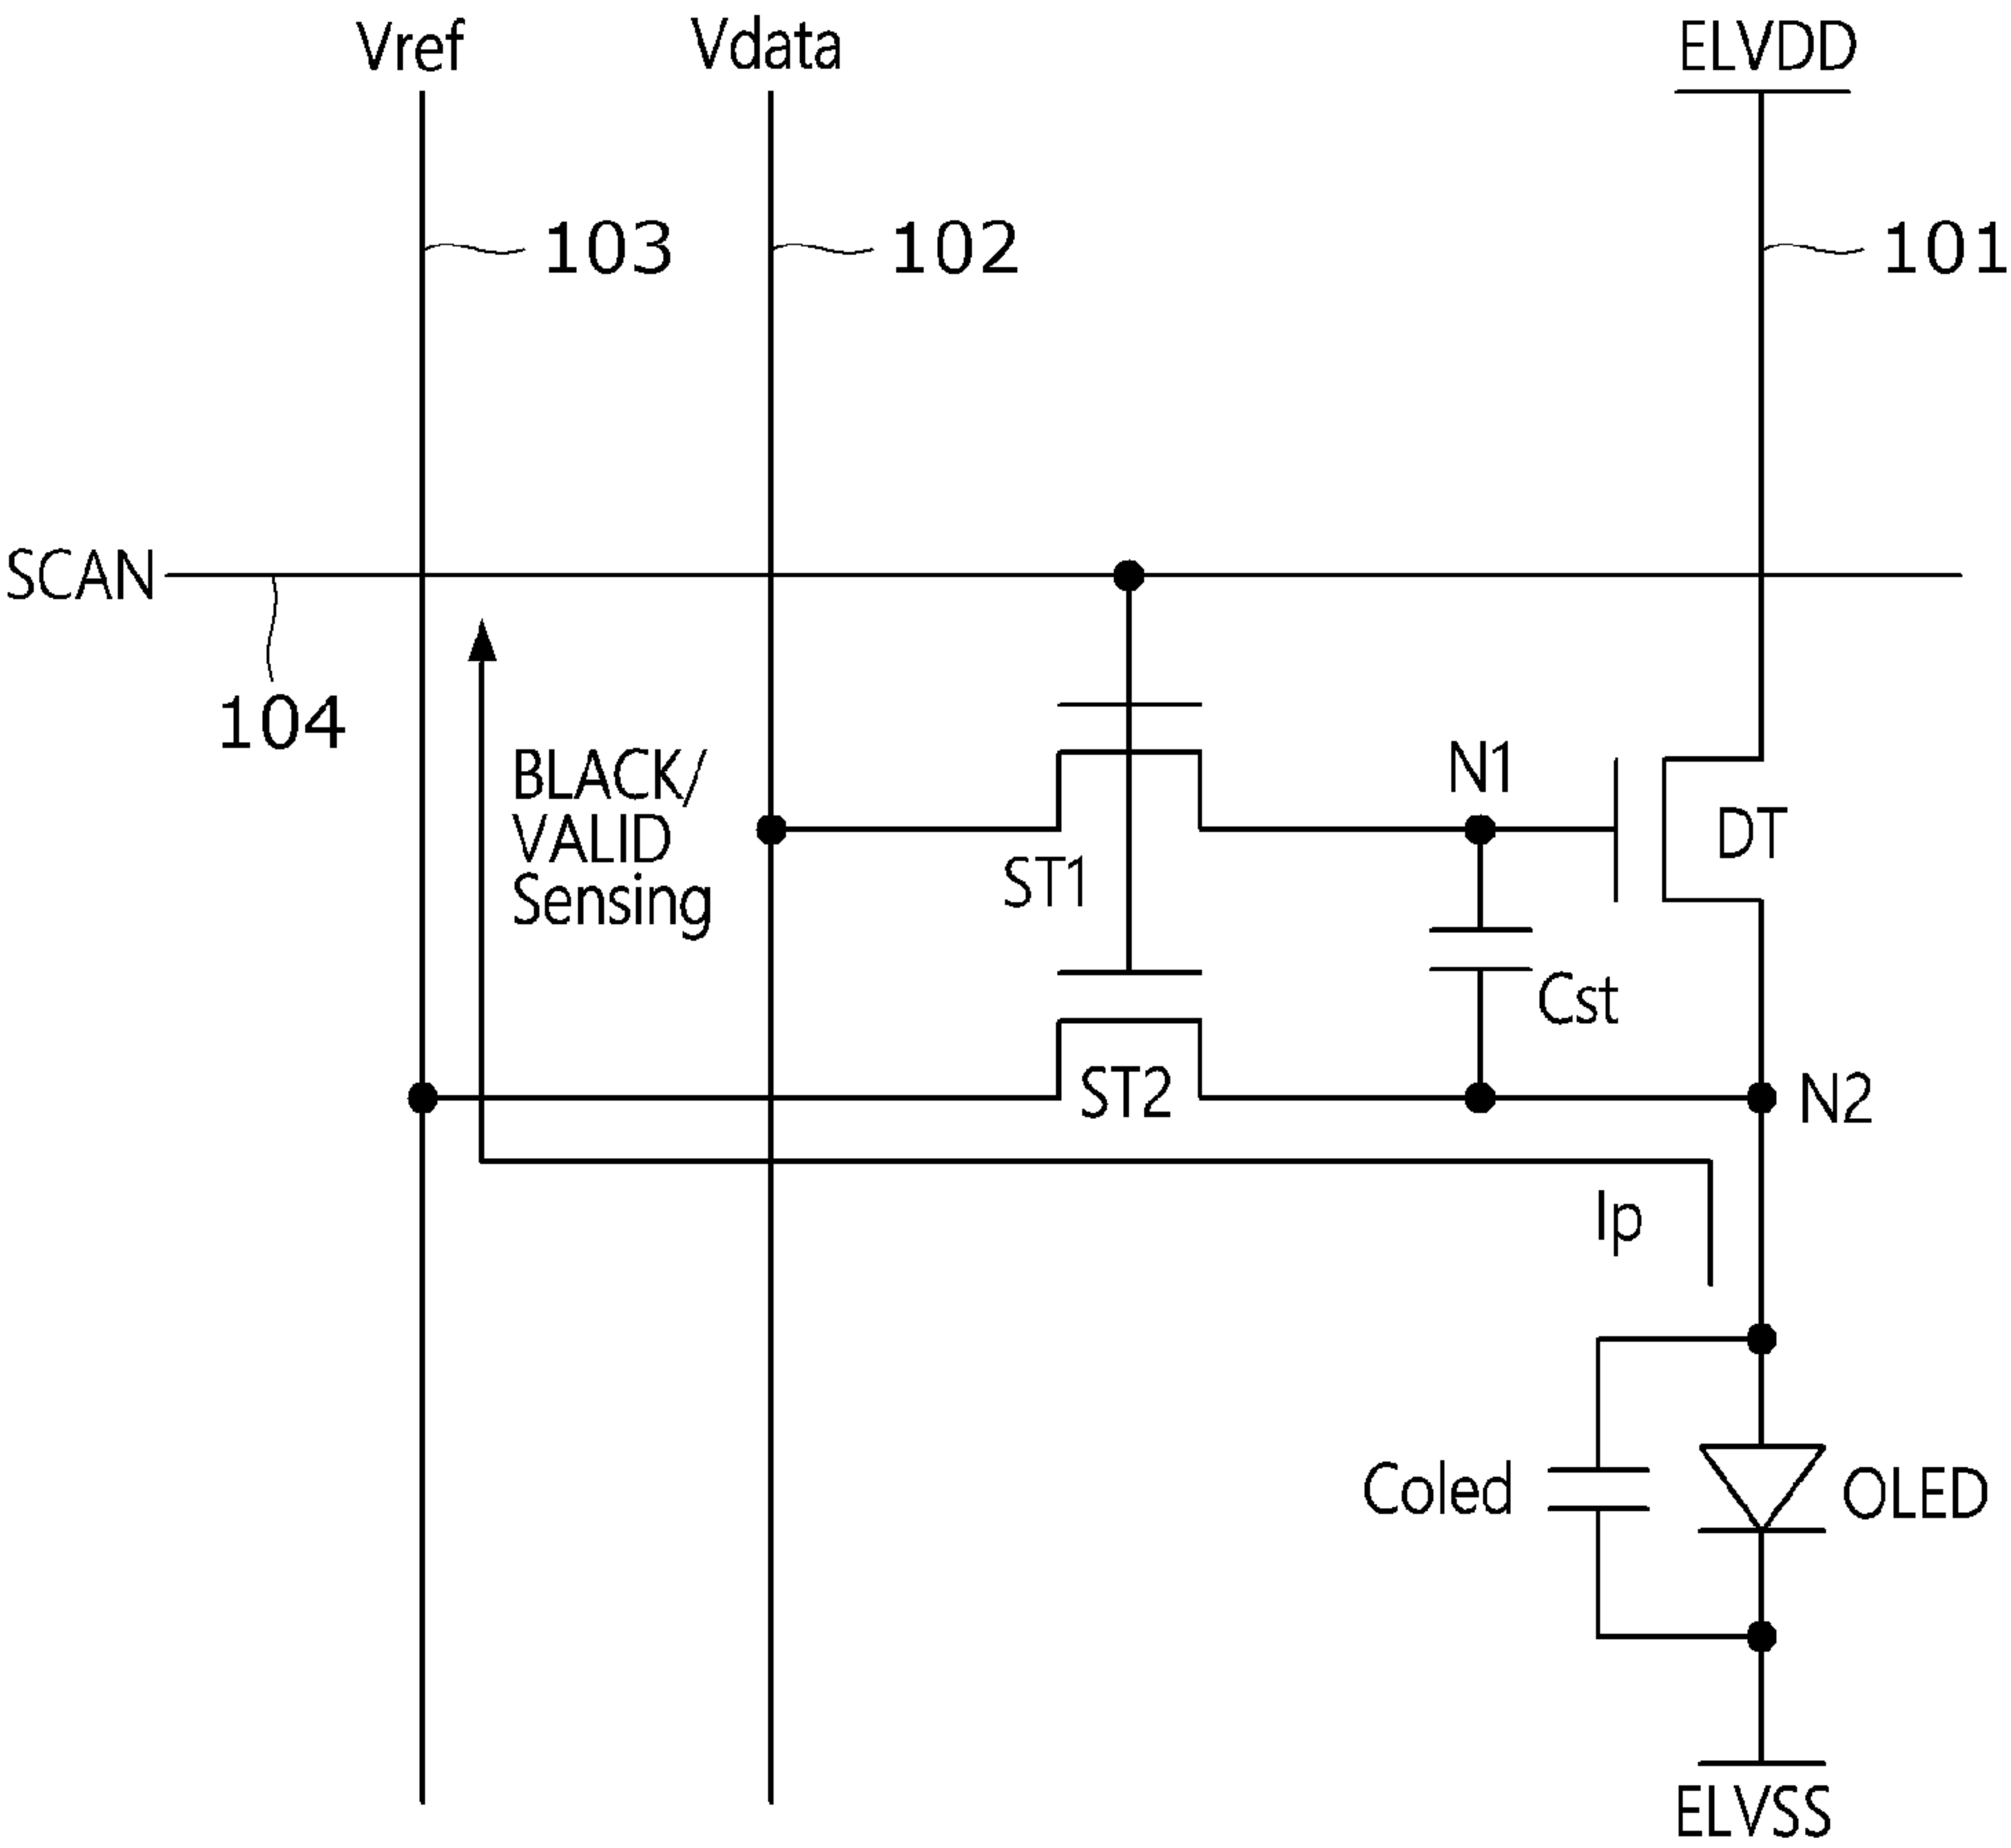 Vref
Vdata
ELVDD
103
102
101
SCAN
104
BLACK/
VALID
Sensing
N1
DT
ST1
Cst
ST2
N2
Ip
Coled
OLED
ELVSS